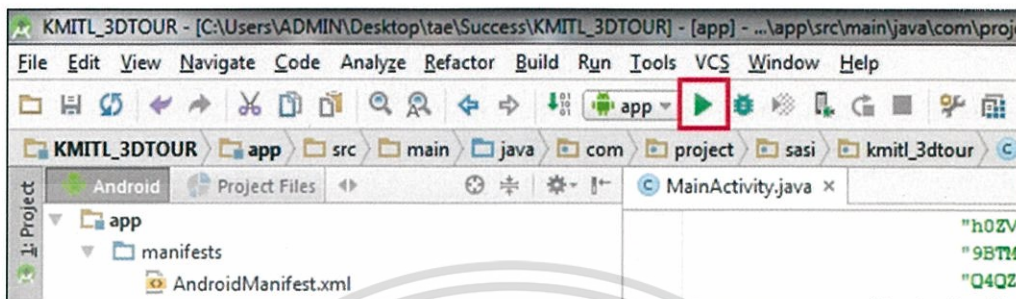 KMITL_3DTOUR - [C:\Users\ADMIN\Desktop\tae\Success\KMITL_3DTOUR] - [app] - ...\app\src\main\java\com\proj
File Edit View Navigate Code Analyze Refactor Build Run Tools VCS Window Help
app
KMITL_3DTOUR app src main java com project sasi kmitl_3dtour
1: Project Android Project Files MainActivity.java
app
manifests
AndroidManifest.xml
"h0ZV
"9BTM
"Q4QZ